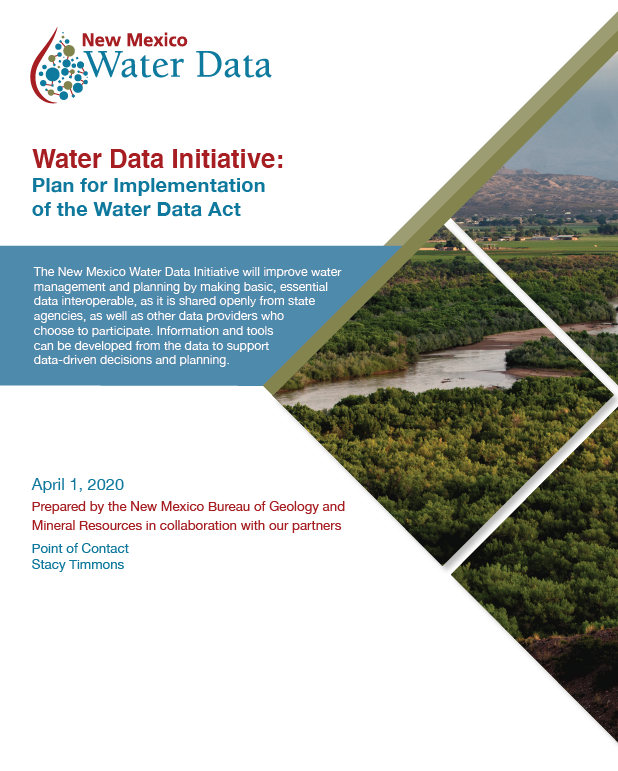 New Mexico
Water Data
Water Data Initiative:
Plan for Implementation
of the Water Data Act
The New Mexico Water Data Initiative will improve water
management and planning by making basic, essential
data interoperable, as it is shared openly from state
agencies, as well as other data providers who
choose to participate. Information and tools
can be developed from the data to support
data-driven decisions and planning.
April 1, 2020
Prepared by the New Mexico Bureau of Geology and
Mineral Resources in collaboration with our partners
Point of Contact
Stacy Timmons